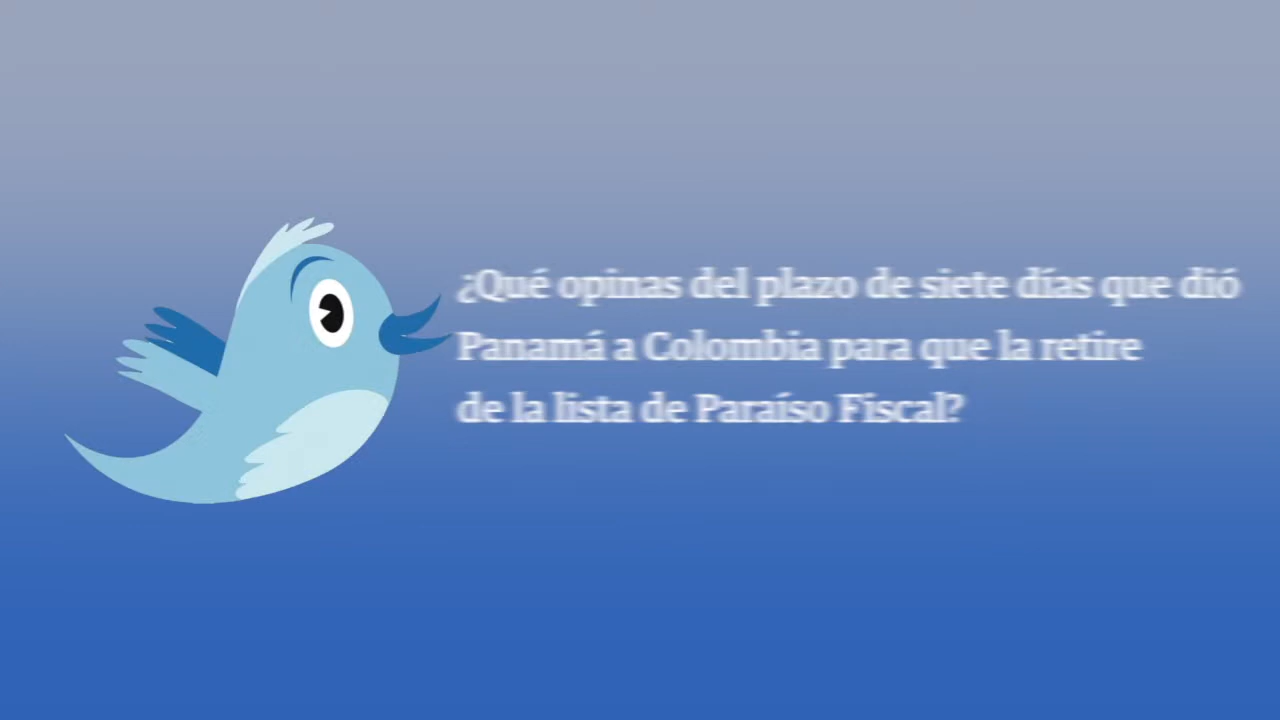 ¿Qué opinas del plazo de siete días que dió
Panamá a Colombia para que la retire
de la lista de Paraíso Fiscal?